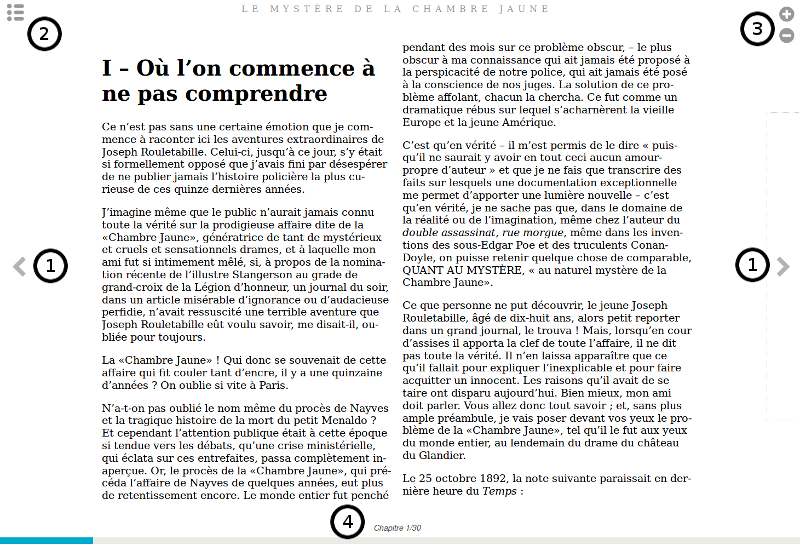 LE MYSTÈRE DE LA CHAMBRE JAUNE
2
3
I – Où l’on commence à
ne pas comprendre
Ce n’est pas sans une certaine émotion que je com-
mence à raconter ici les aventures extraordinaires de
Joseph Rouletabille. Celui-ci, jusqu’à ce jour, s’y était
si formellement opposé que j’avais fini par désespérer
de ne publier jamais l’histoire policière la plus cu-
rieuse de ces quinze dernières années.
J’imagine même que le public n’aurait jamais connu
toute la vérité sur la prodigieuse affaire dite de la
«Chambre Jaune», génératrice de tant de mystérieux
et cruels et sensationnels drames, et à laquelle mon
ami fut si intimement mêlé, si, à propos de la nomina-
tion récente de l’illustre Stangerson au grade de
grand-croix de la Légion d’honneur, un journal du soir,
dans un article misérable d’ignorance ou d’audacieuse
perfidie, n’avait ressuscité une terrible aventure que
Joseph Rouletabille eût voulu savoir, me disait-il, ou-
bliée pour toujours.
La «Chambre Jaune» ! Qui donc se souvenait de cette
affaire qui fit couler tant d’encre, il y a une quinzaine
d’années ? On oublie si vite à Paris.
N’a-t-on pas oublié le nom même du procès de Nayves
et la tragique histoire de la mort du petit Menaldo ?
Et cependant l’attention publique était à cette époque
si tendue vers les débats, qu’une crise ministérielle,
qui éclata sur ces entrefaites, passa complètement in-
aperçue. Or, le procès de la «Chambre Jaune», qui pré-
céda l’affaire de Nayves de quelques années, eut plus
de retentissement encore. Le monde entier fut penché
pendant des mois sur ce problème obscur, – le plus
obscur à ma connaissance qui ait jamais été proposé à
la perspicacité de notre police, qui ait jamais été posé
à la conscience de nos juges. La solution de ce pro-
blème affolant, chacun la chercha. Ce fut comme un
dramatique rébus sur lequel s’acharnèrent la vieille
Europe et la jeune Amérique.
C’est qu’en vérité – il m’est permis de le dire « puis-
qu’il ne saurait y avoir en tout ceci aucun amour-
propre d’auteur » et que je ne fais que transcrire des
faits sur lesquels une documentation exceptionnelle
me permet d’apporter une lumière nouvelle – c’est
qu’en vérité, je ne sache pas que, dans le domaine de
la réalité ou de l’imagination, même chez l’auteur du
double assassinat, rue morgue, même dans les inven-
tions des sous-Edgar Poe et des truculents Conan-
Doyle, on puisse retenir quelque chose de comparable,
QUANT AU MYSTÈRE, « au naturel mystère de la
Chambre Jaune».
Ce que personne ne put découvrir, le jeune Joseph
Rouletabille, âgé de dix-huit ans, alors petit reporter
dans un grand journal, le trouva ! Mais, lorsqu’en cour
d’assises il apporta la clef de toute l’affaire, il ne dit
pas toute la vérité. Il n’en laissa apparaître que ce
qu’il fallait pour expliquer l’inexplicable et pour faire
acquitter un innocent. Les raisons qu’il avait de se
taire ont disparu aujourd’hui. Bien mieux, mon ami
doit parler. Vous allez donc tout savoir ; et, sans plus
ample préambule, je vais poser devant vos yeux le pro-
blème de la «Chambre Jaune», tel qu’il le fut aux yeux
du monde entier, au lendemain du drame du château
du Glandier.
Le 25 octobre 1892, la note suivante paraissait en der-
nière heure du Temps :
1
1
4
Chapitre 1/30